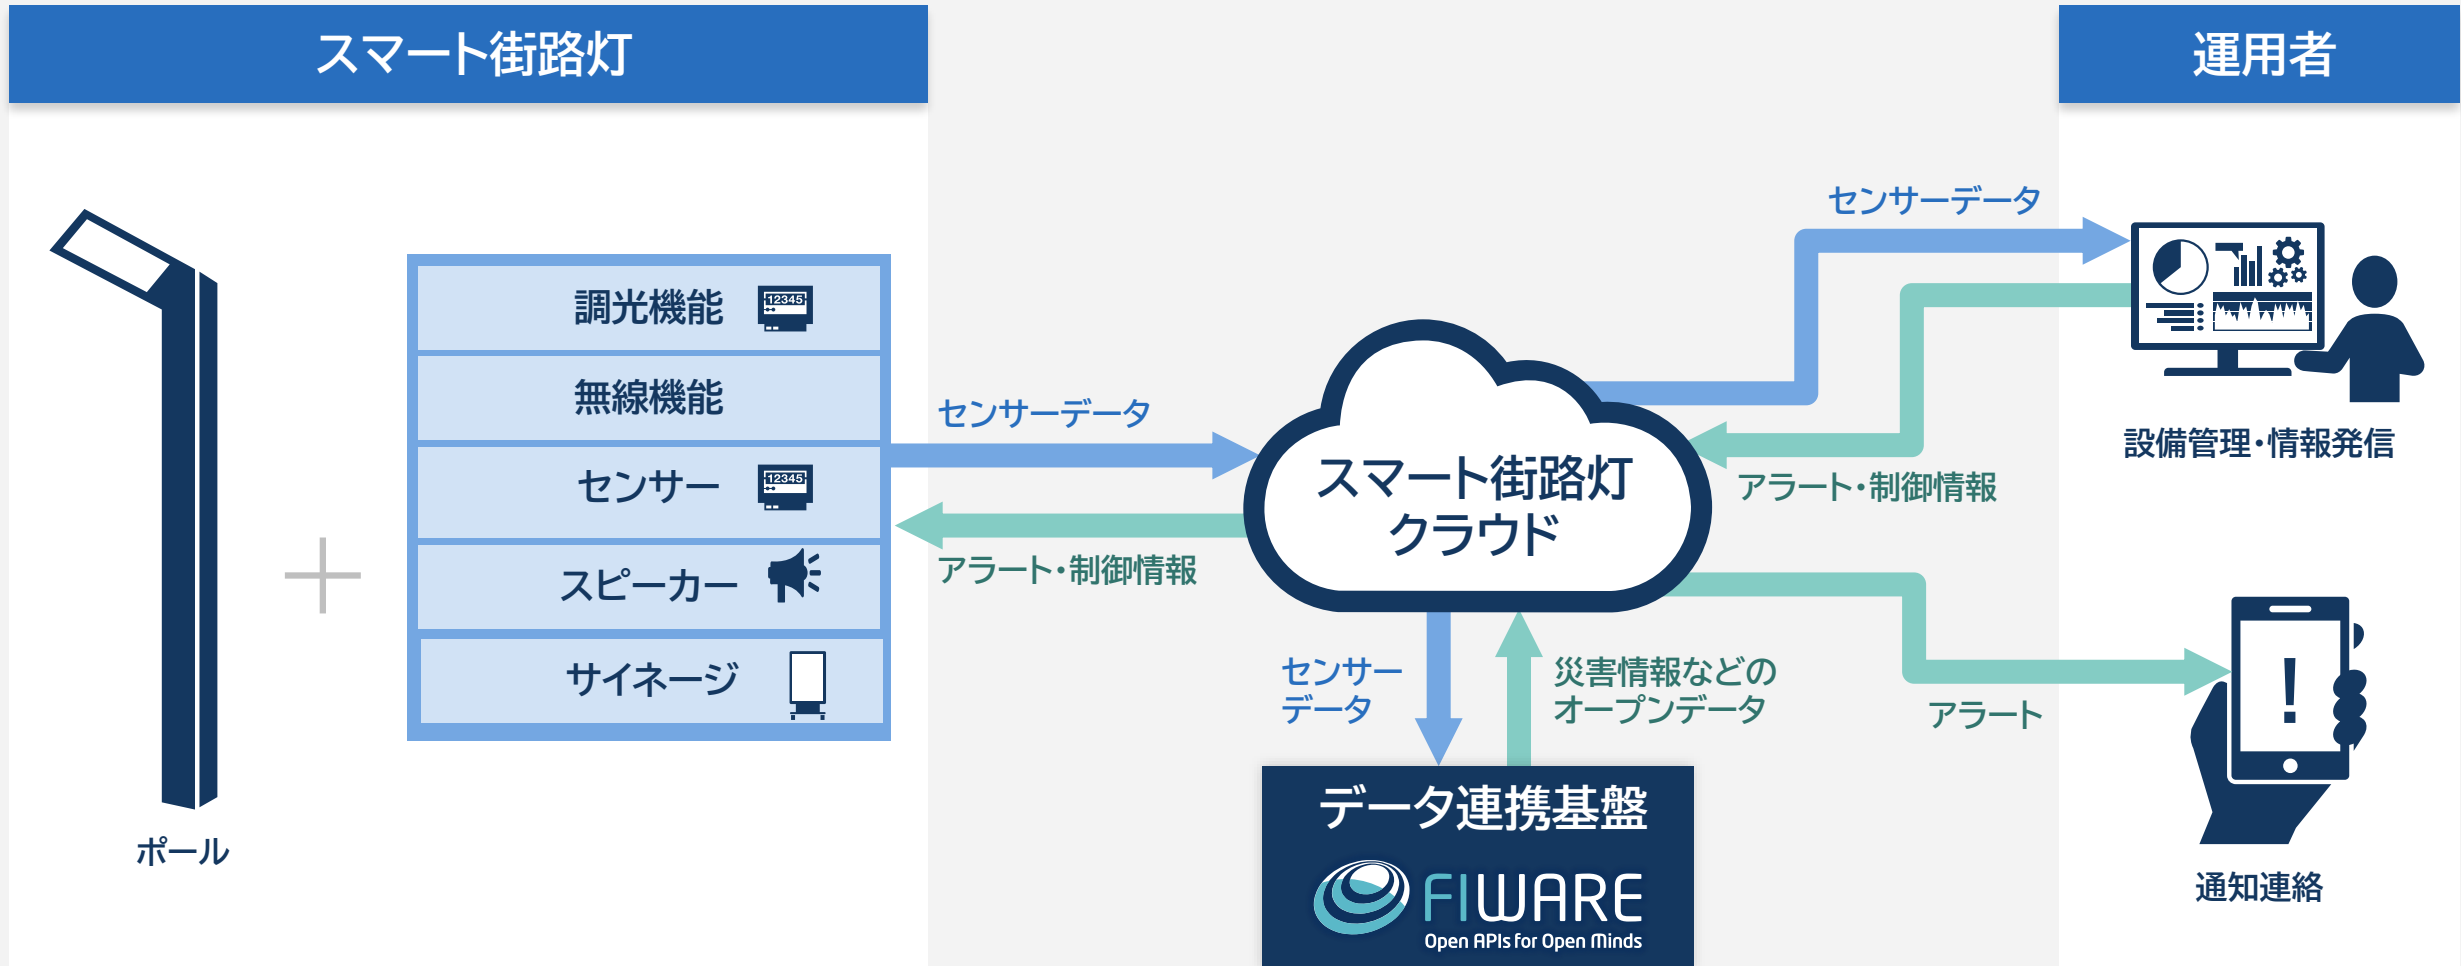 スマート街路灯
運用者
調光機能
12345
無線機能
センサー
12345
スピーカー
サイネージ
ポール
センサーデータ
アラート・制御情報
スマート街路灯
クラウド
センサーデータ
アラート・制御情報
アラート
センサー
データ
災害情報などの
オープンデータ
データ連携基盤
FIWARE
Open APIs for Open Minds
設備管理・情報発信
!
通知連絡